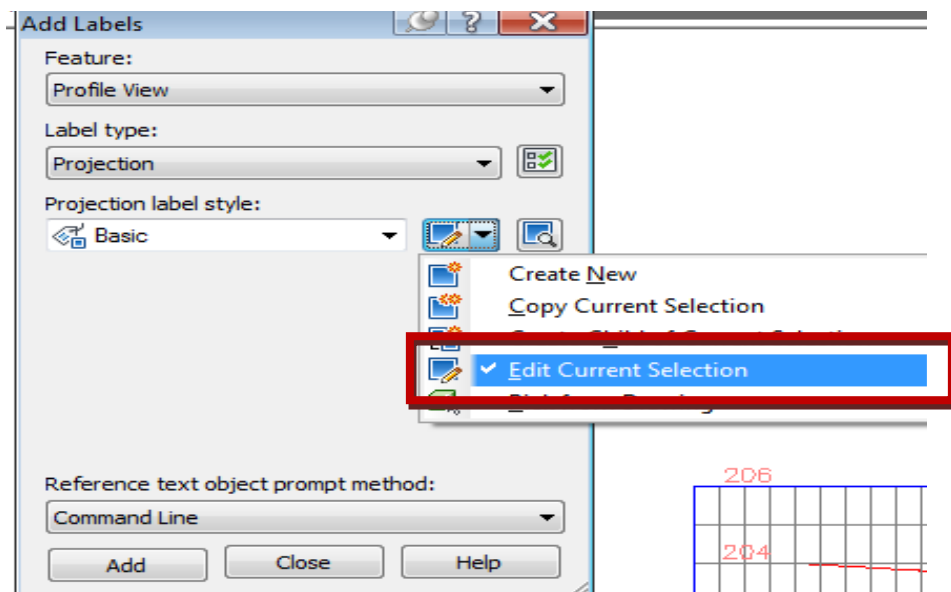 Add Labels
Feature:
Profile View
Label type:
Projection
Projection label style:
Basic
Create New
Copy Current Selection
Edit Current Selection
206
Reference text object prompt method:
Command Line
204
Add Close Help